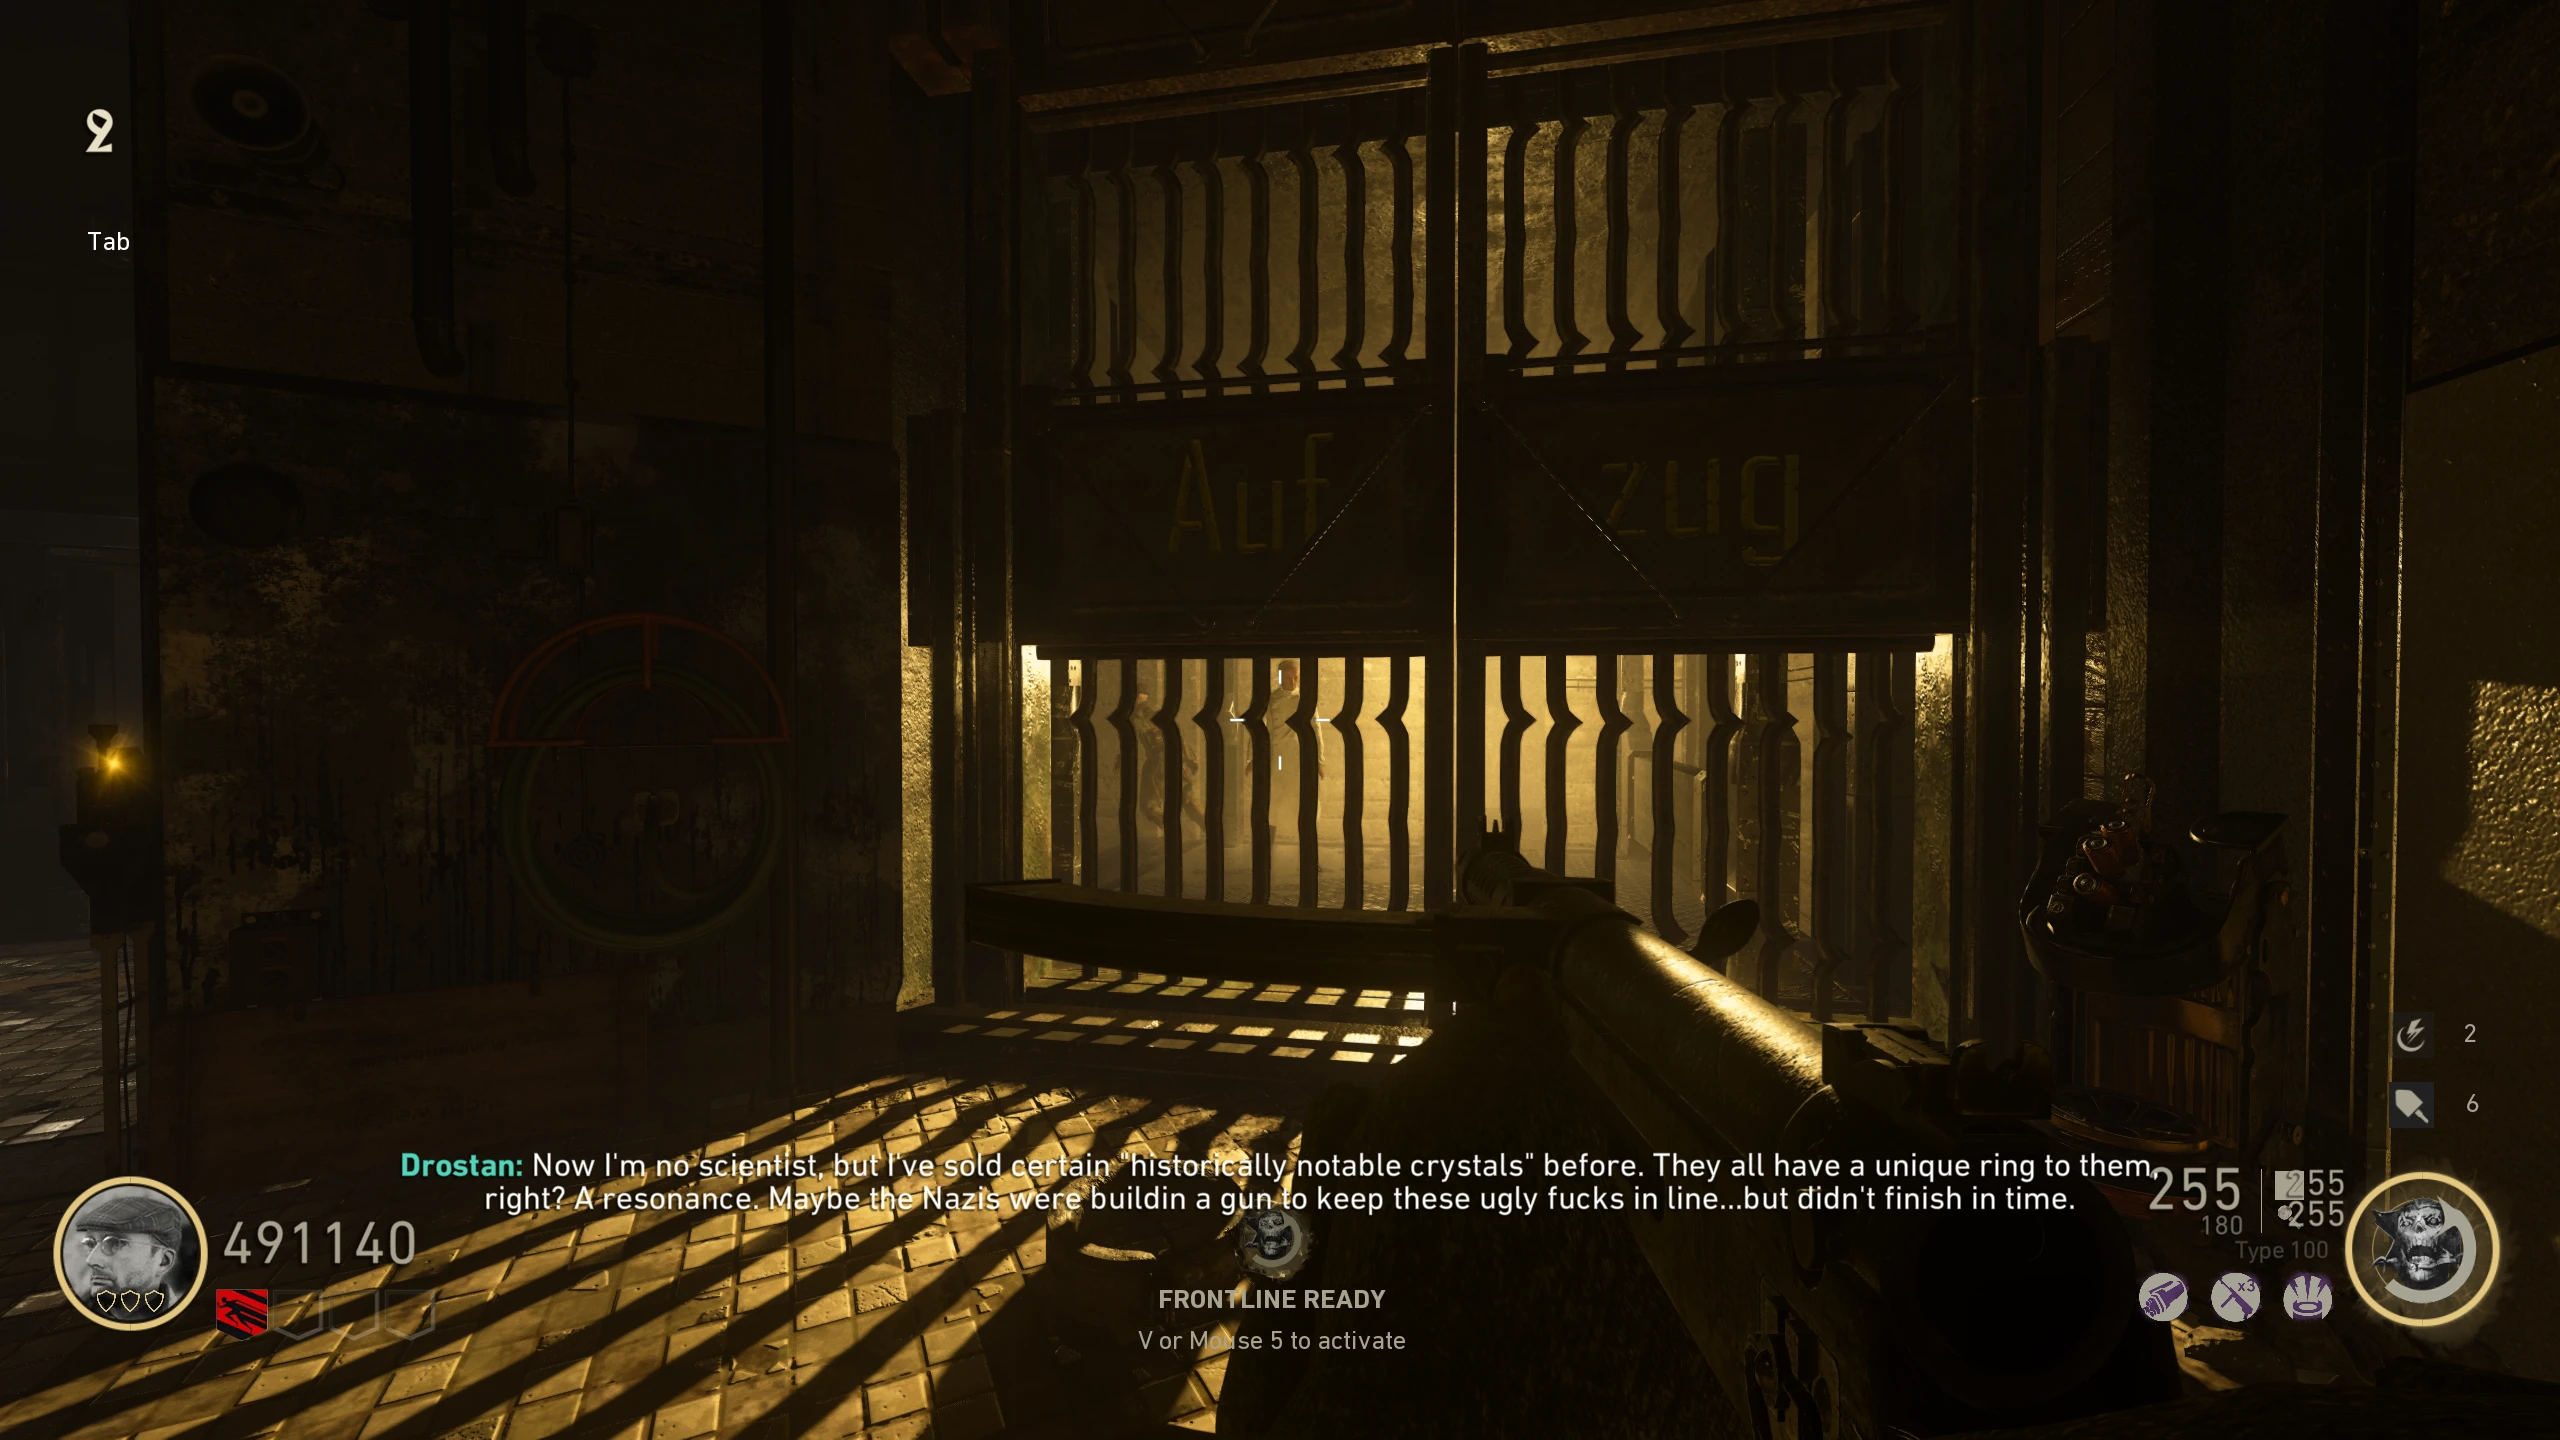 2
Tab
Auf zug
2
6
Drostan: Now I'm no scientist, but I've sold certain "historically notable crystals" before. They all have a unique ring to them,
right? A resonance. Maybe the Nazis were buildin a gun to keep these ugly fucks in line...but didn't finish in time.
255
255
180
255
Type 100
491140
x3
FRONTLINE READY
V or Mouse 5 to activate